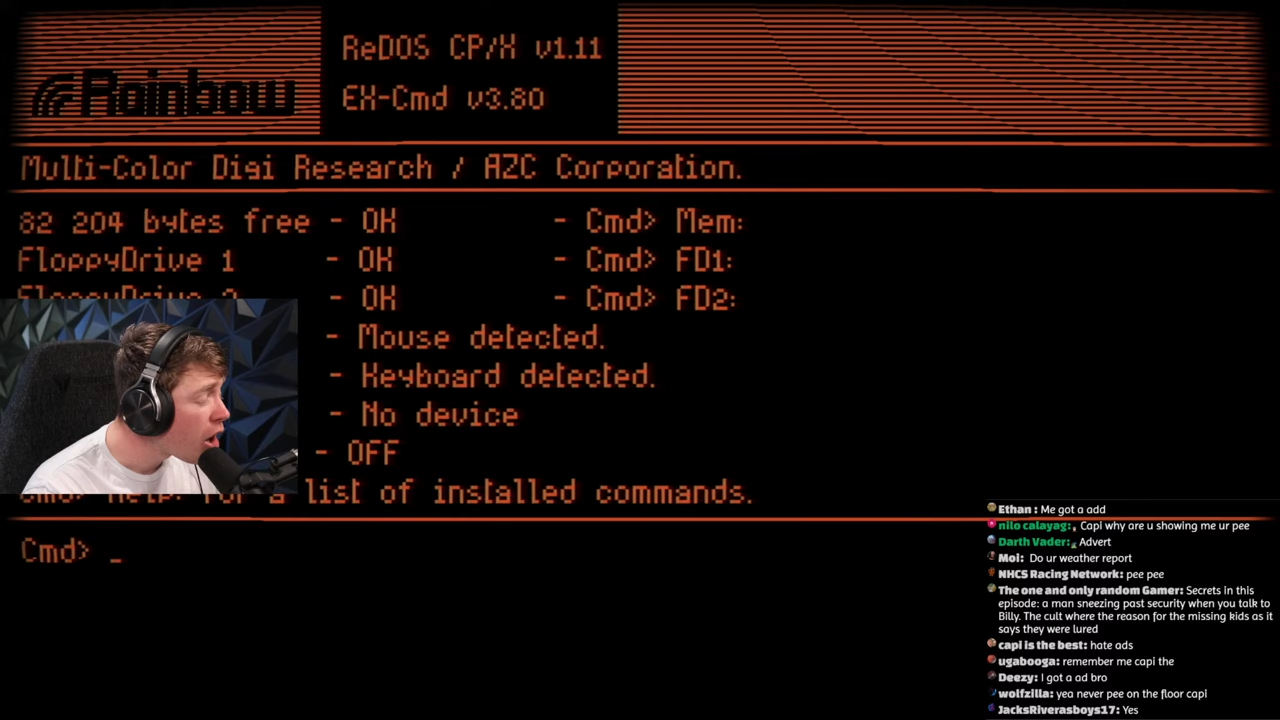 ReDOS CP/X v1.11
Rainbow
EX-Cmd v3.80
Multi-Color Digi Research / AZC Corporation.
82 204 bytes free - OK - Cmd> Mem:
FloppyDrive 1 - OK - Cmd> FD1:
FloppyDrive 2 - OK - Cmd> FD2:
- Mouse detected.
- Keyboard detected.
- No device
- OFF
Cmd> Help: for a list of installed commands.
Cmd> _
Ethan : Me got a add
nilo calayag: Capi why are u showing me ur pee
Darth Vader: Advert
Moi: Do ur weather report
NHCS Racing Network: pee pee
The one and only random Gamer: Secrets in this
episode: a man sneezing past security when you talk to
Billy. The cult where the reason for the missing kids as it
says they were lured
capi is the best: hate ads
ugabooga: remember me capi the
Deezy: I got a ad bro
wolfzilla: yea never pee on the floor capi
JacksRiverasboys17: Yes